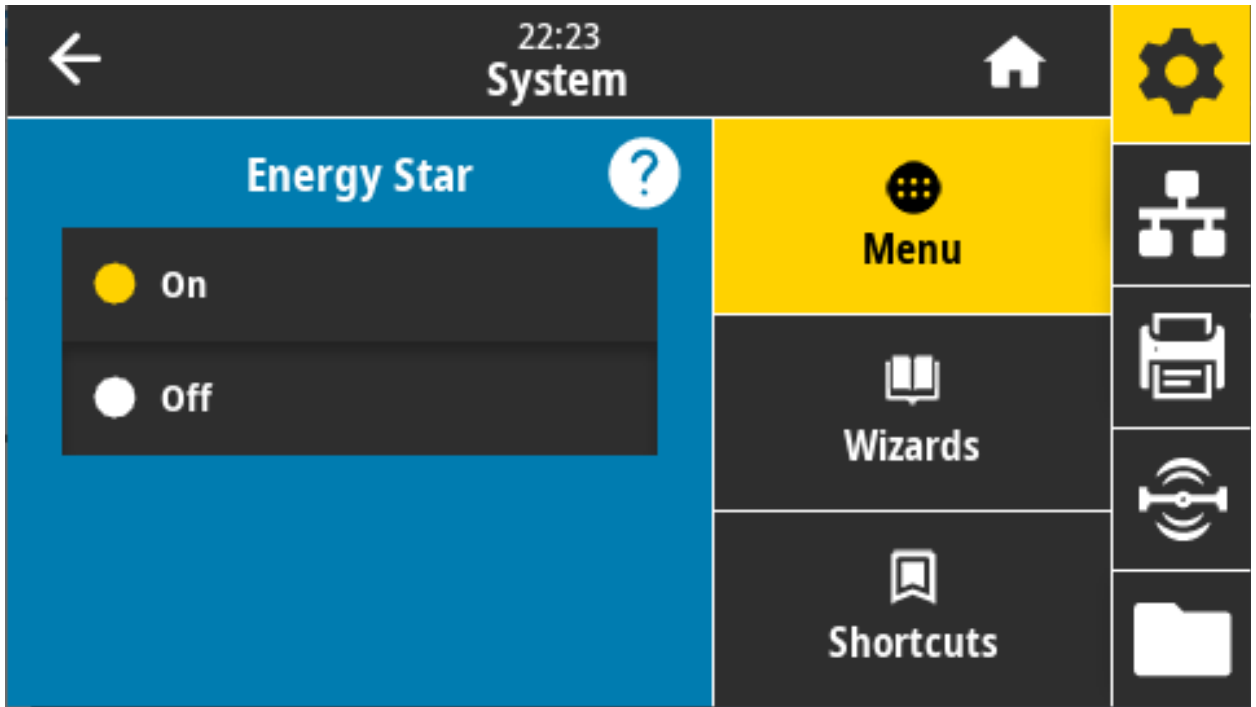 22:23
System
Energy Star
?
On
Off
Menu
Wizards
Shortcuts